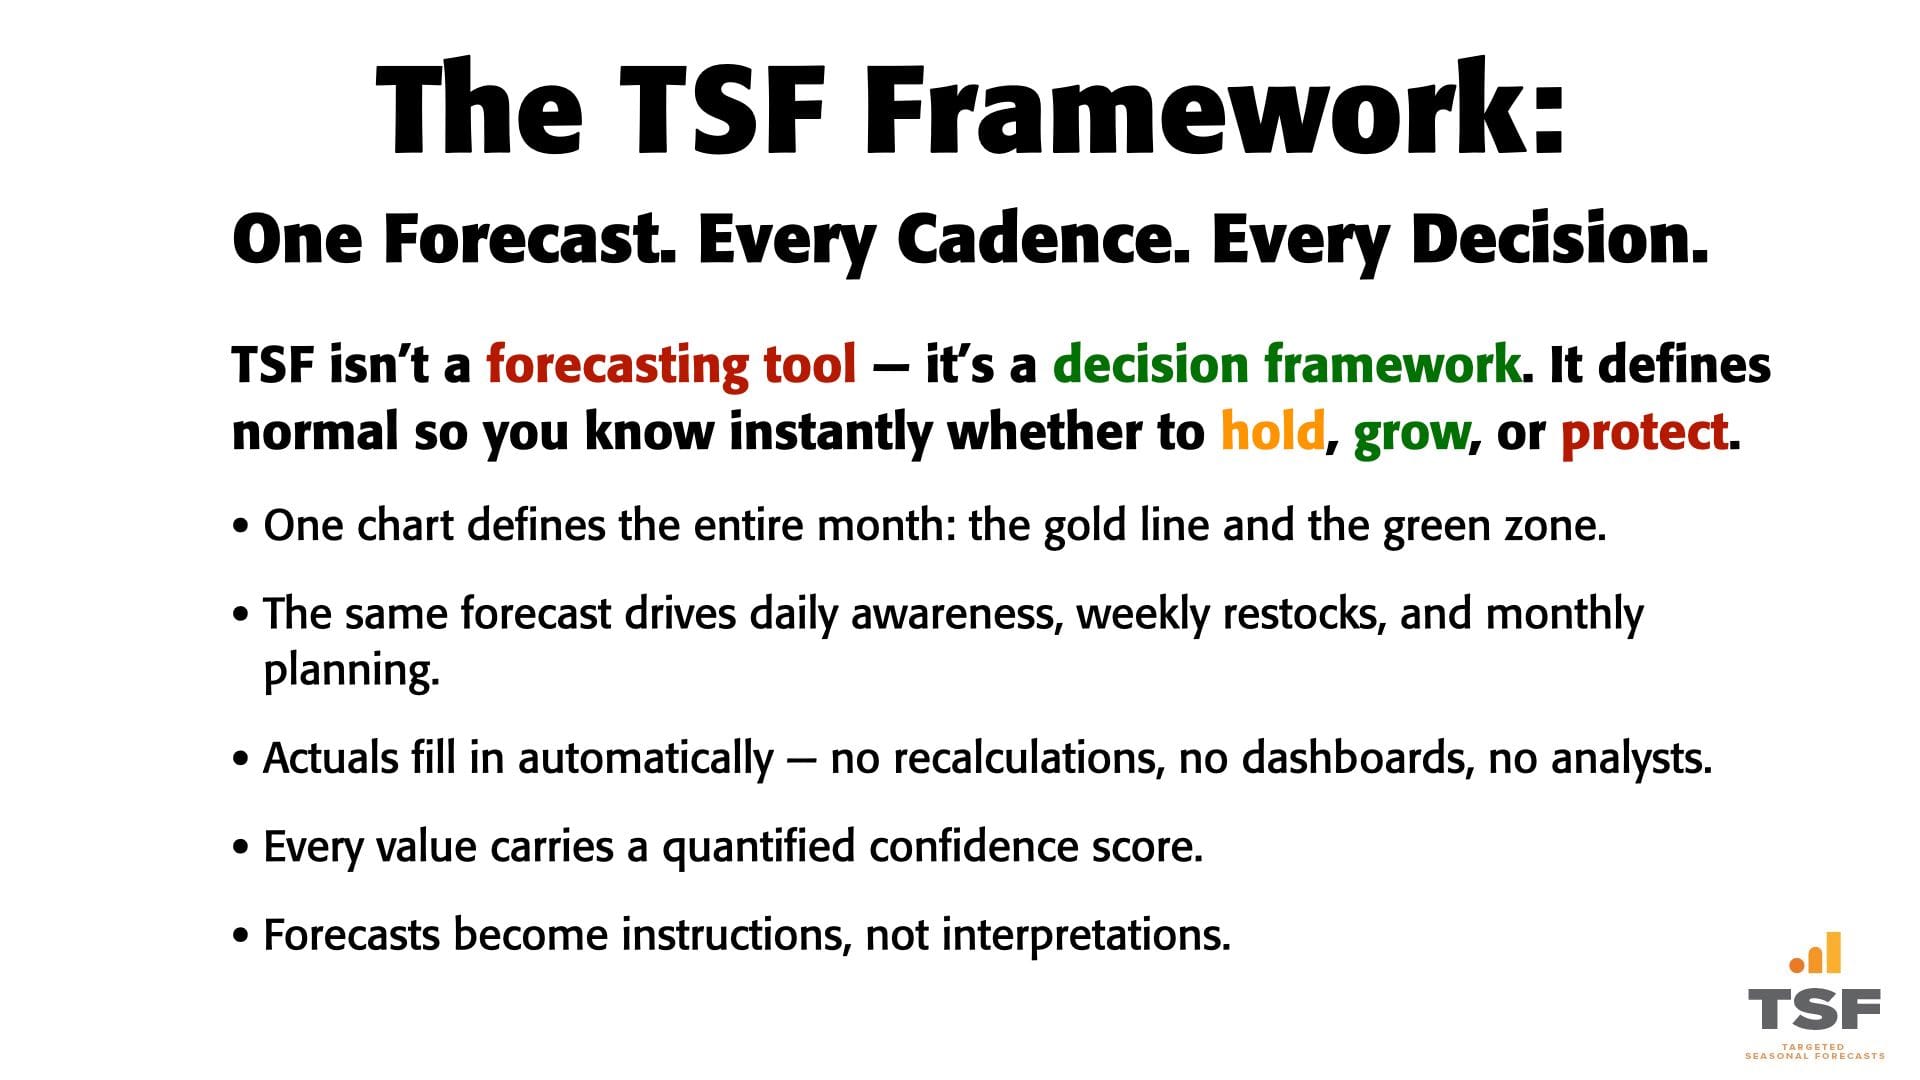 The TSF Framework:
One Forecast. Every Cadence. Every Decision.
TSF isn’t a forecasting tool — it’s a decision framework. It defines
normal so you know instantly whether to hold, grow, or protect.
• One chart defines the entire month: the gold line and the green zone.
• The same forecast drives daily awareness, weekly restocks, and monthly
planning.
• Actuals fill in automatically — no recalculations, no dashboards, no analysts.
• Every value carries a quantified confidence score.
• Forecasts become instructions, not interpretations.
TSF
TARGETED
SEASONAL FORECASTS